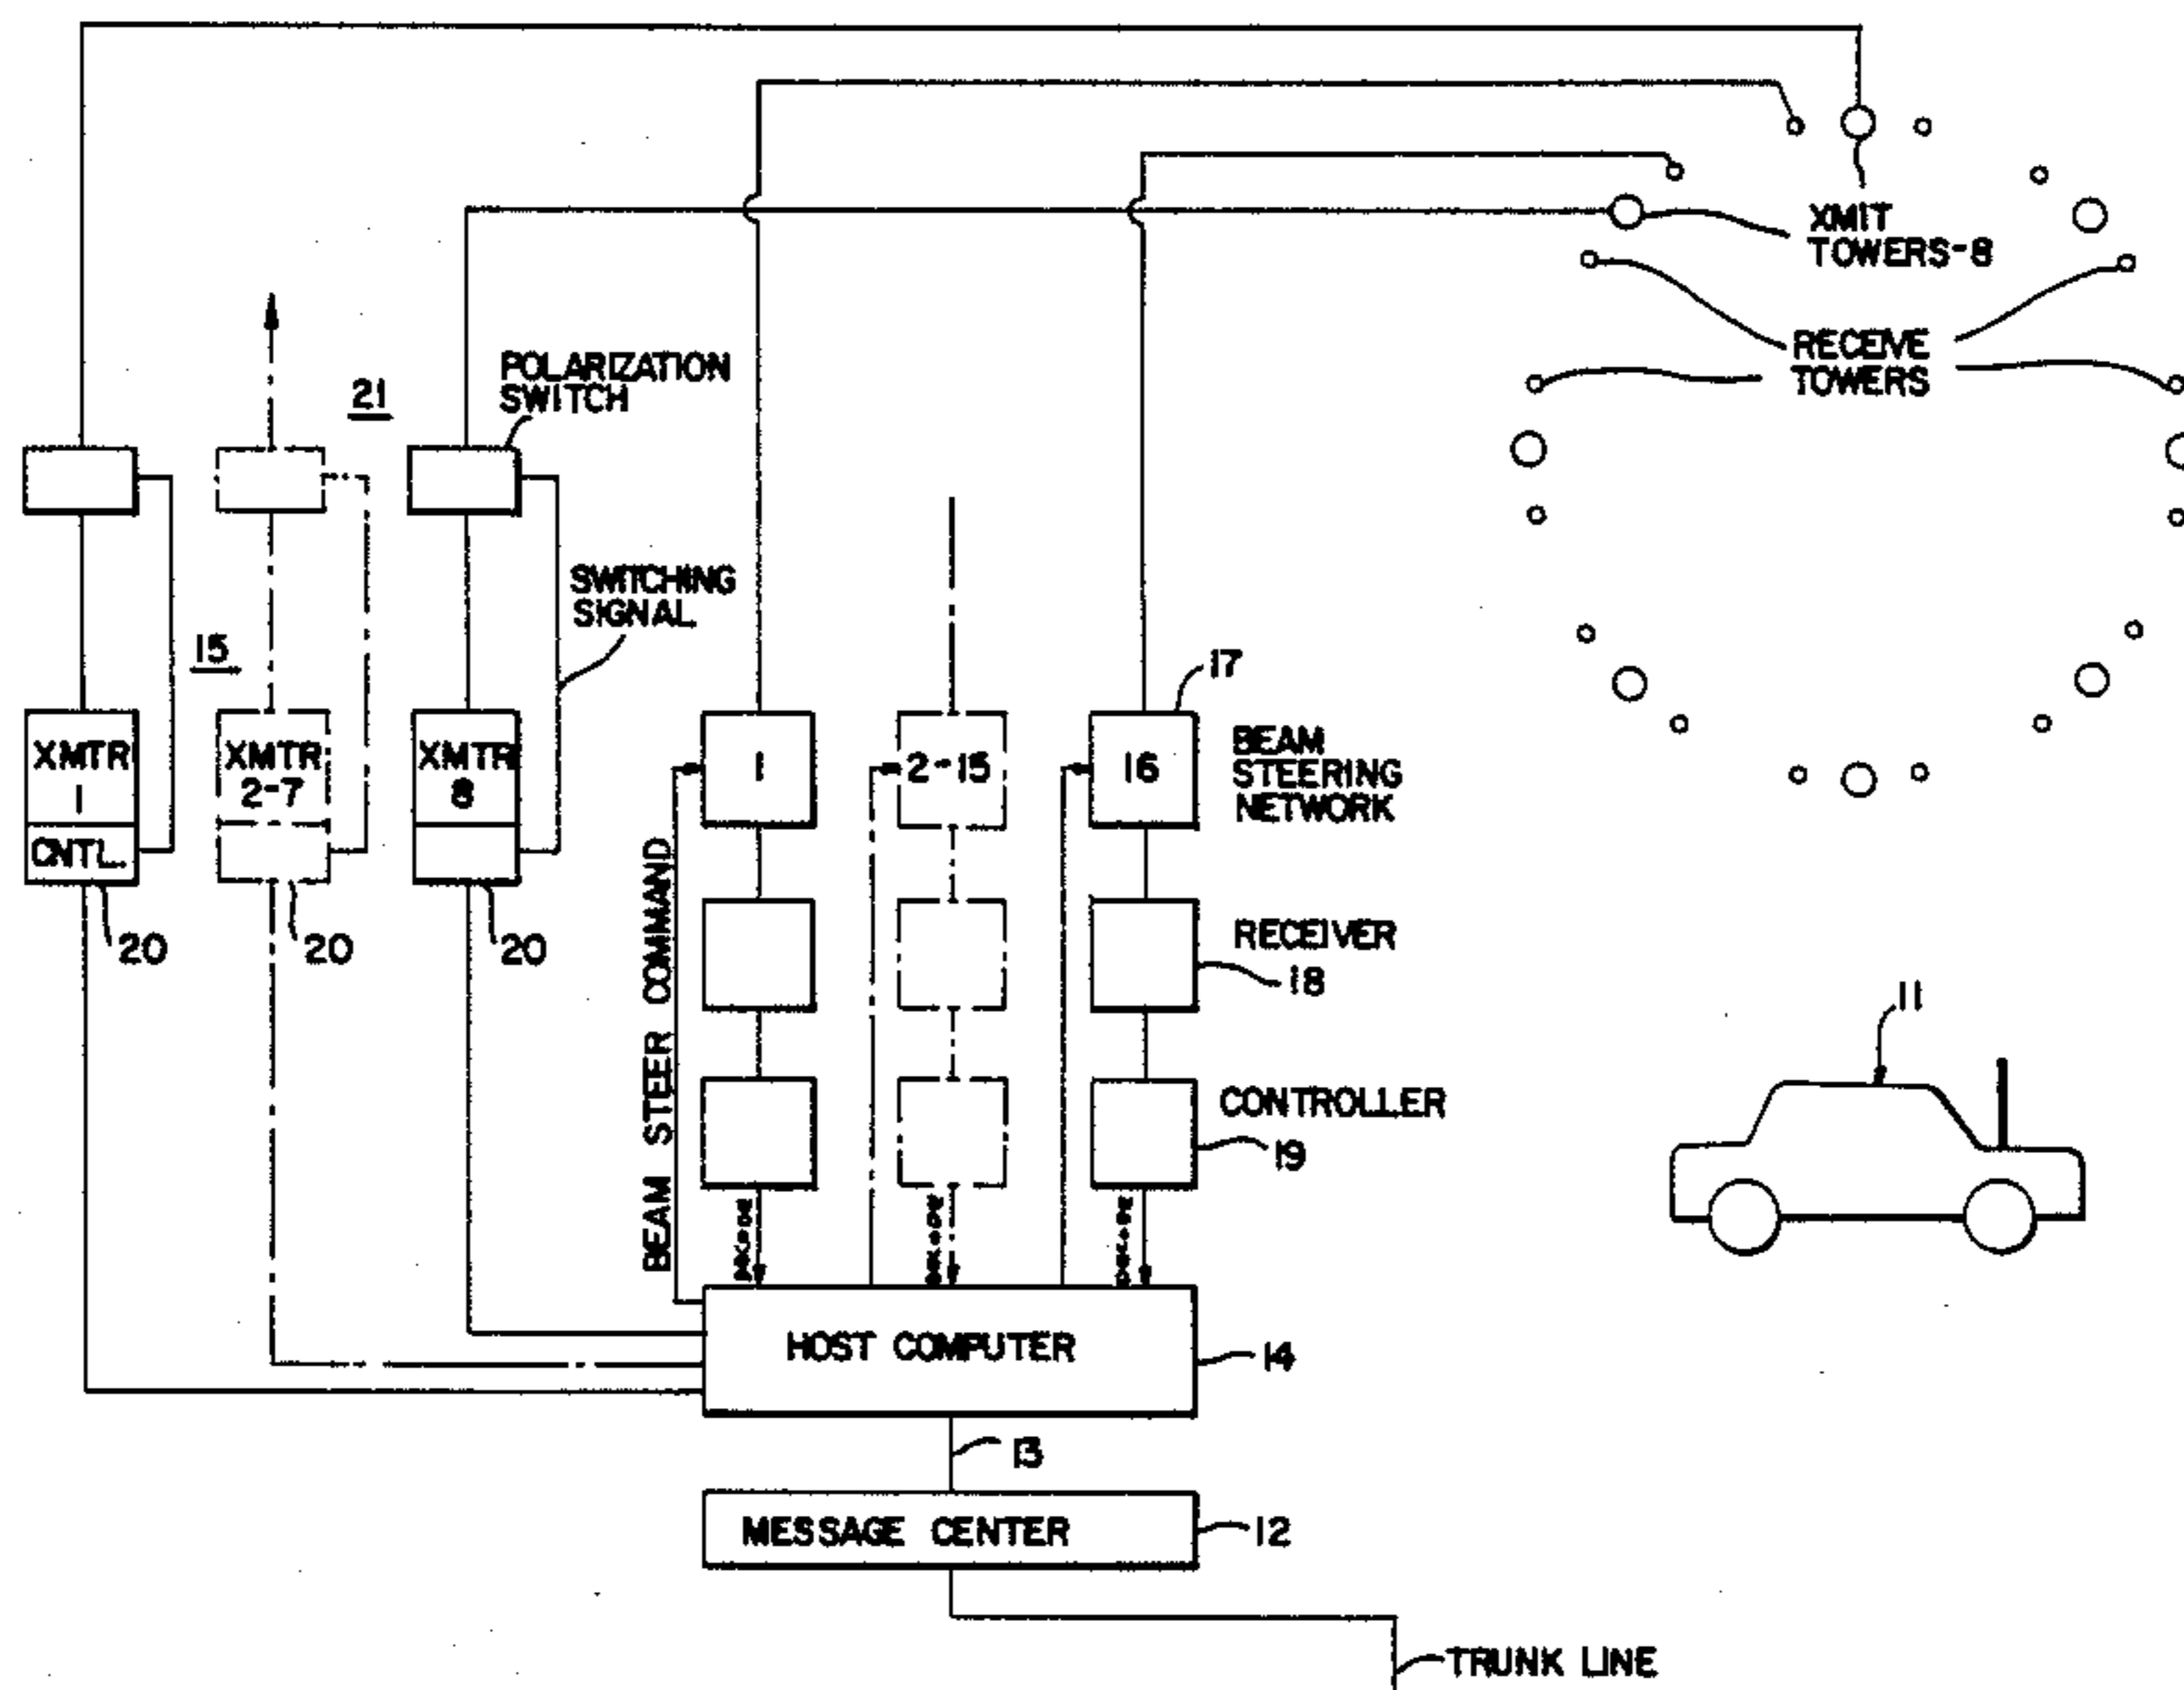 XMIT
TOWERS-8
RECEIVE
TOWERS
POLARIZATION
SWITCH
21
SWITCHING
SIGNAL
15
17
XMTR
1
CNTL.
XMTR
2-7
XMTR
8
1
2-15
16
BEAM
STEERING
NETWORK
20
20
20
BEAM STEER COMMAND
RECEIVER
18
11
CONTROLLER
19
HOST COMPUTER
14
13
MESSAGE CENTER
12
TRUNK LINE